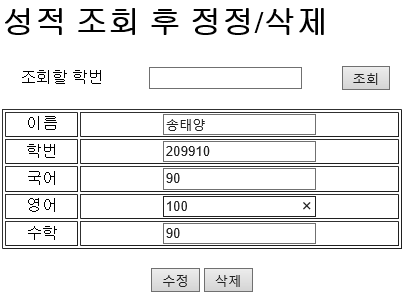 성적 조회 후 정정/삭제
조회할 학번 조회
이름 송태양
학번 209910
국어 90
영어 100 ×
수학 90
수정 삭제